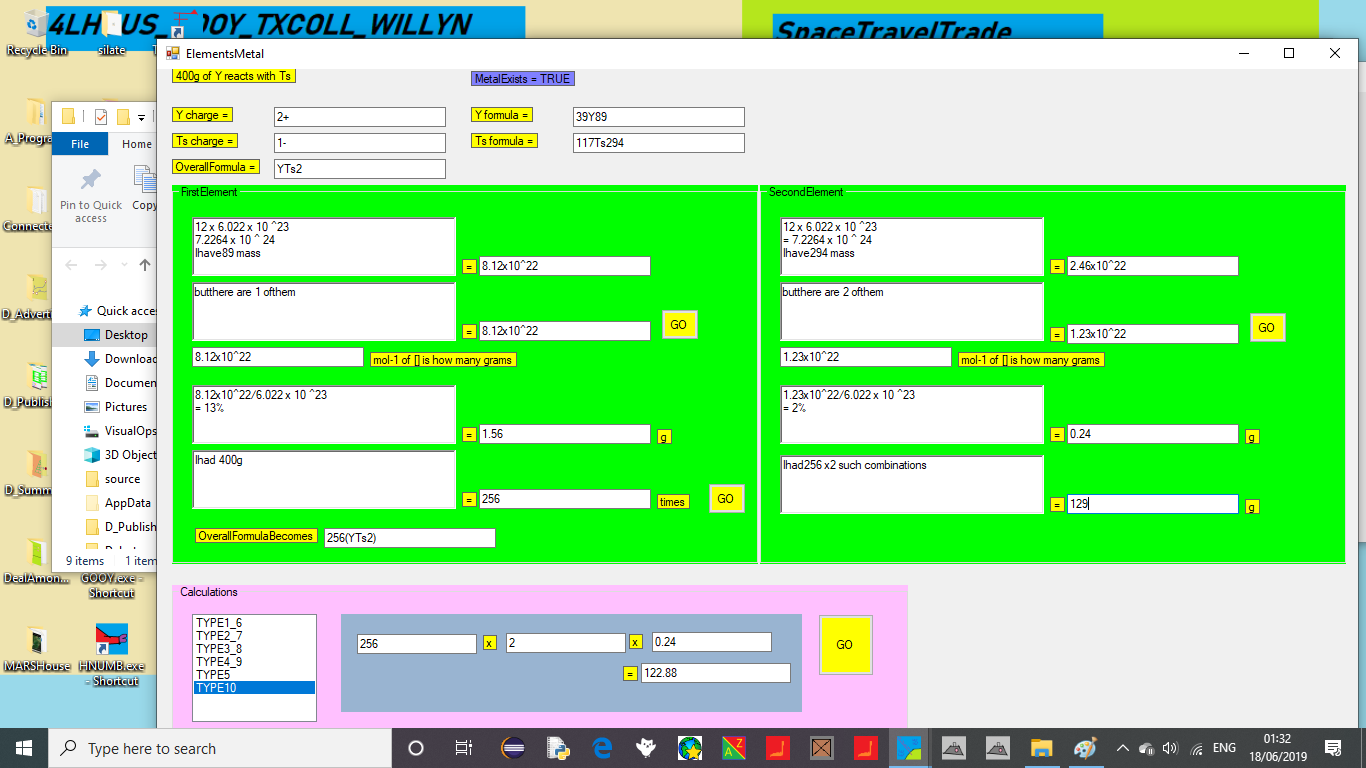 4LH
US_
OOY_TXCOLL_WILLYN
SpaceTravelTrade
Recycle Bin
silate
A_Progra
Connecte
D_Adverti
D_Publis
D_Summ
DealAmon...
GOOY.exe - Shortcut
MARSHouse
HNUMB.exe - Shortcut
File
Home
Pin to Quick access
Copy
Quick acces
Desktop
Download
Documen
Pictures
VisualOps
3D Object
source
AppData
D_Publish
9 items
1 item
ElementsMetal
400g of Y reacts with Ts
MetalExists = TRUE
Y charge =
2+
Y formula =
39Y89
Ts charge =
1-
Ts formula =
117Ts294
OverallFormula =
YTs2
FirstElement
12 x 6.022 x 10 ^23
7.2264 x 10 ^ 24
Ihave89 mass
=
8.12x10^22
butthere are 1 ofthem
=
8.12x10^22
GO
8.12x10^22
mol-1 of [] is how many grams
8.12x10^22/6.022 x 10 ^23
= 13%
=
1.56
g
Ihad 400g
=
256
times
GO
OverallFormulaBecomes
256(YTs2)
SecondElement
12 x 6.022 x 10 ^23
= 7.2264 x 10 ^ 24
Ihave294 mass
=
2.46x10^22
butthere are 2 ofthem
=
1.23x10^22
GO
1.23x10^22
mol-1 of [] is how many grams
1.23x10^22/6.022 x 10 ^23
= 2%
=
0.24
g
Ihad256 x2 such combinations
=
129
g
Calculations
TYPE1_6
TYPE2_7
TYPE3_8
TYPE4_9
TYPE5
TYPE10
256
x
2
x
0.24
=
122.88
GO
Type here to search
ENG
01:32
18/06/2019